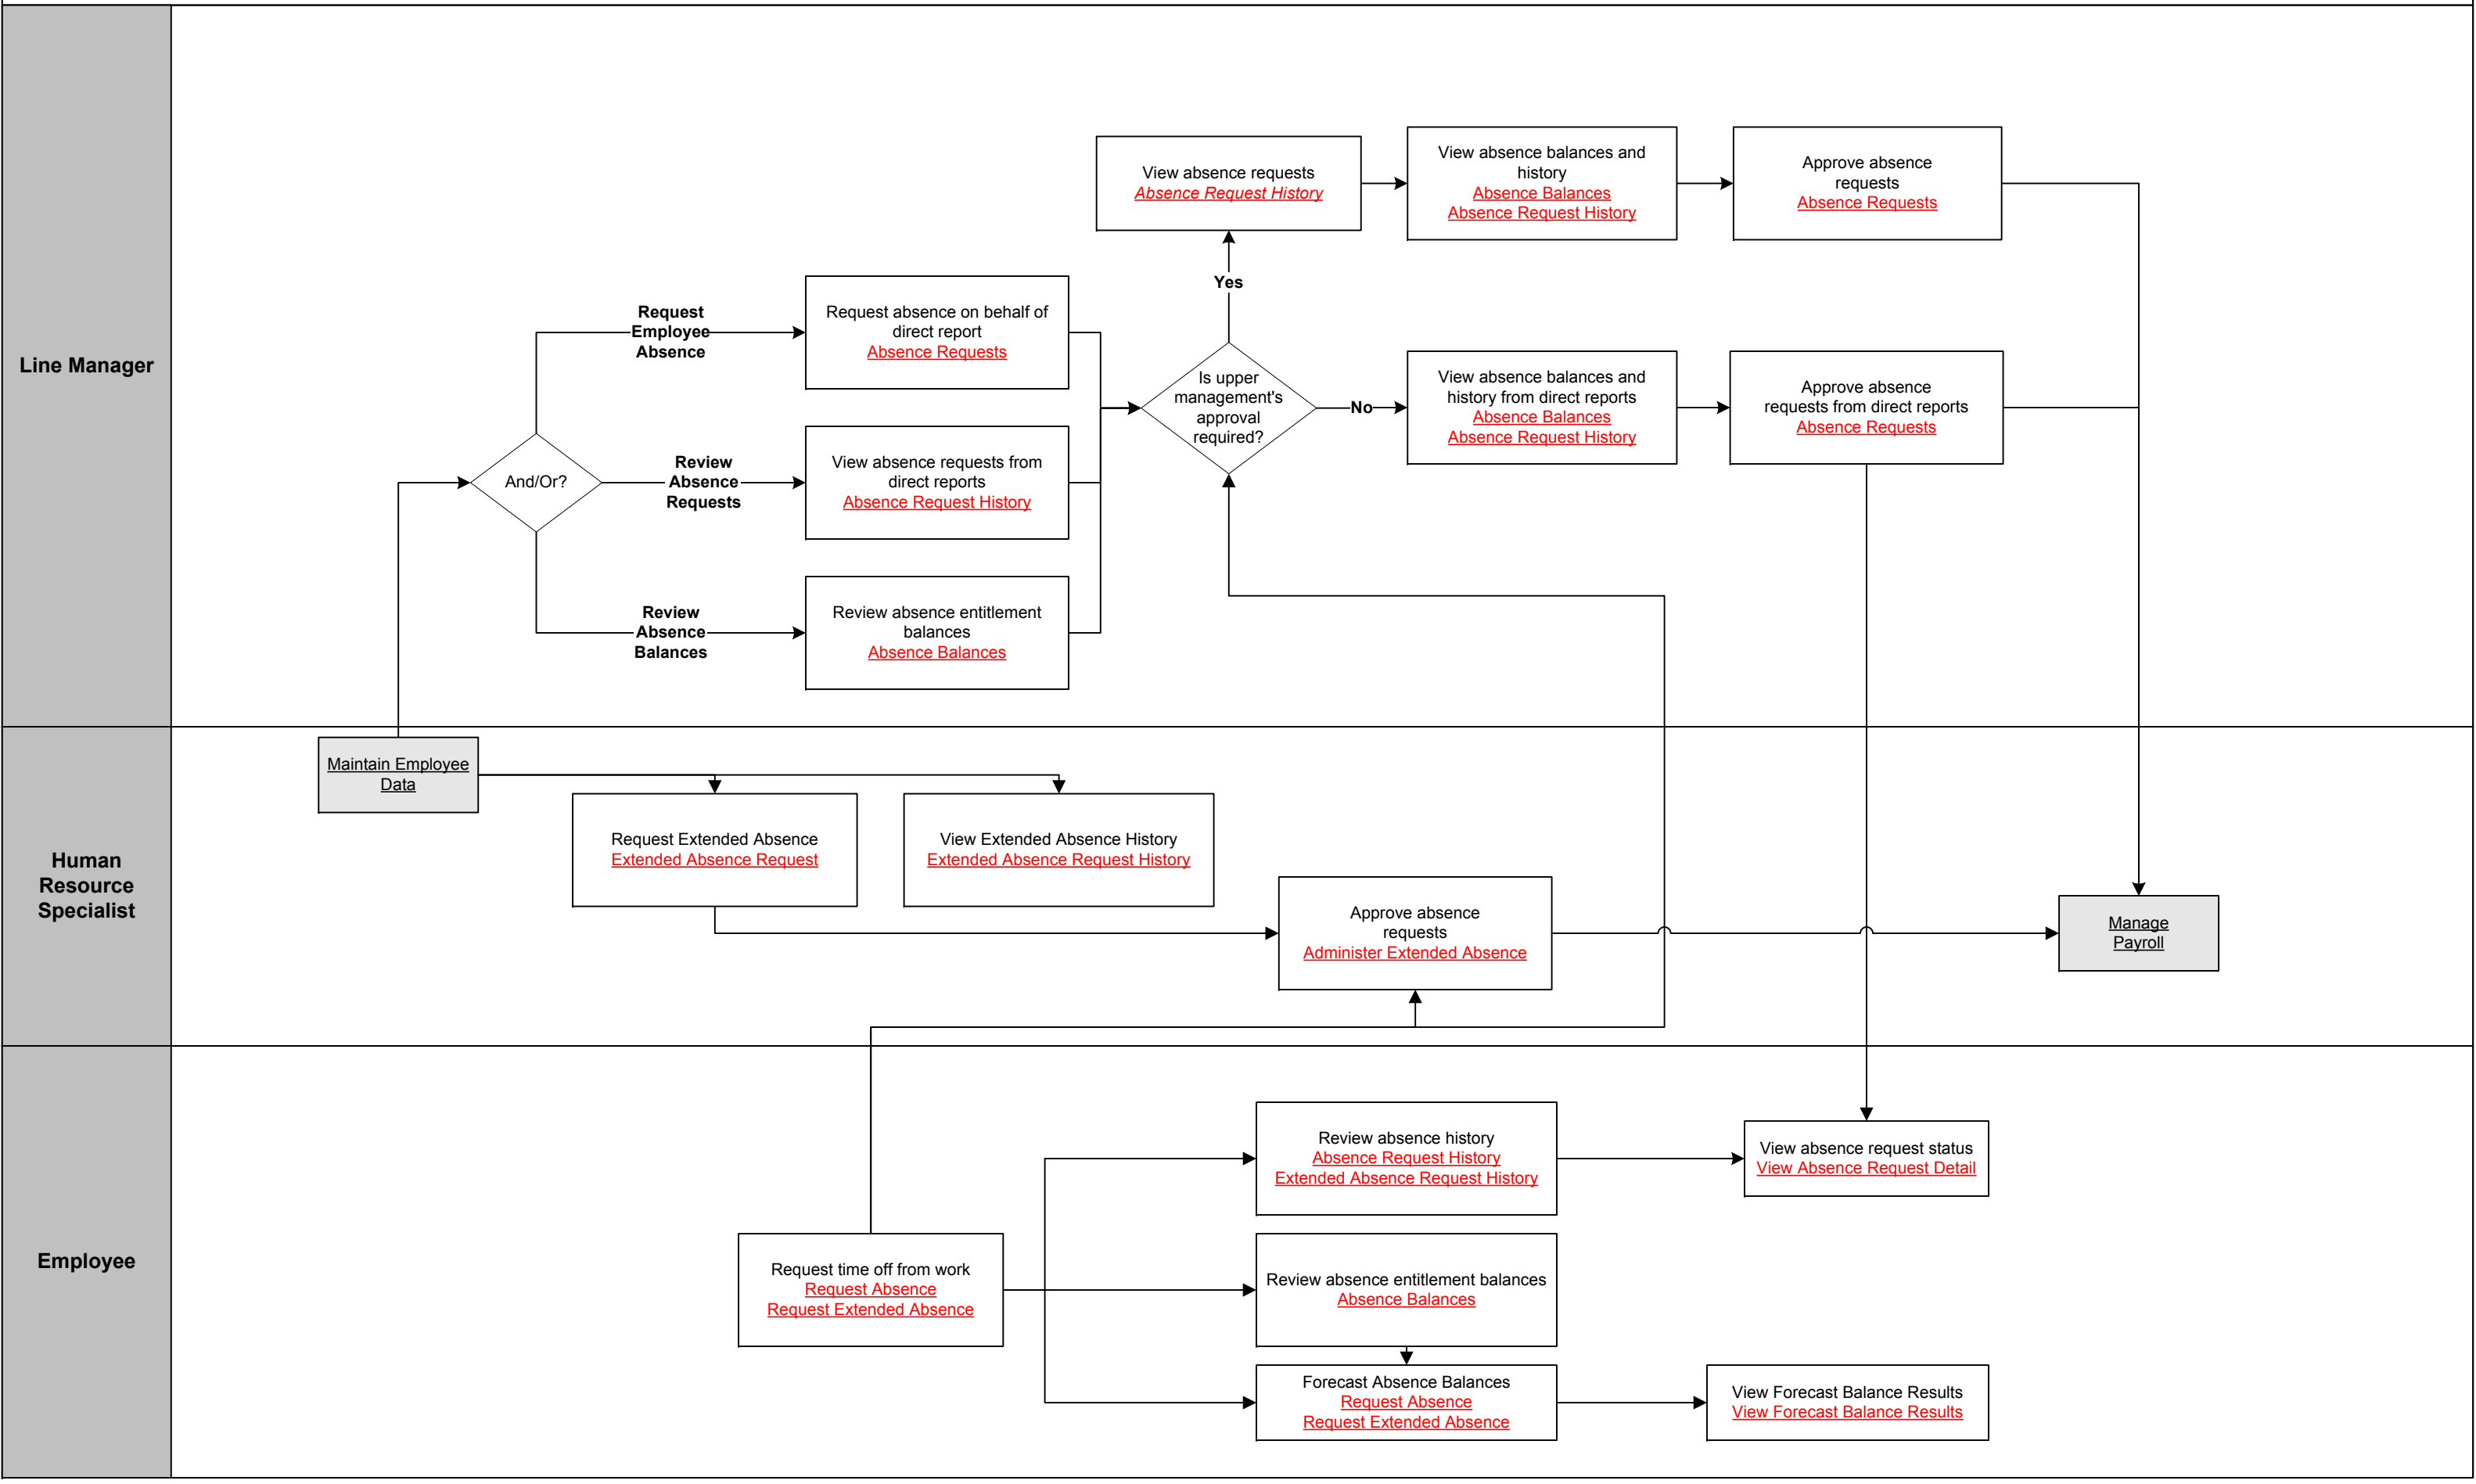 Line Manager
View absence requests
Absence Request History
View absence balances and
history
Absence Balances
Absence Request History
Approve absence
requests
Absence Requests
Yes
Request
Employee
Absence
Request absence on behalf of
direct report
Absence Requests
Is upper
management's
approval
required?
No
View absence balances and
history from direct reports
Absence Balances
Absence Request History
Approve absence
requests from direct reports
Absence Requests
And/Or?
Review
Absence
Requests
View absence requests from
direct reports
Absence Request History
Review
Absence
Balances
Review absence entitlement
balances
Absence Balances
Human
Resource
Specialist
Maintain Employee
Data
Request Extended Absence
Extended Absence Request
View Extended Absence History
Extended Absence Request History
Approve absence
requests
Administer Extended Absence
Manage
Payroll
Employee
Request time off from work
Request Absence
Request Extended Absence
Review absence history
Absence Request History
Extended Absence Request History
View absence request status
View Absence Request Detail
Review absence entitlement balances
Absence Balances
Forecast Absence Balances
Request Absence
Request Extended Absence
View Forecast Balance Results
View Forecast Balance Results